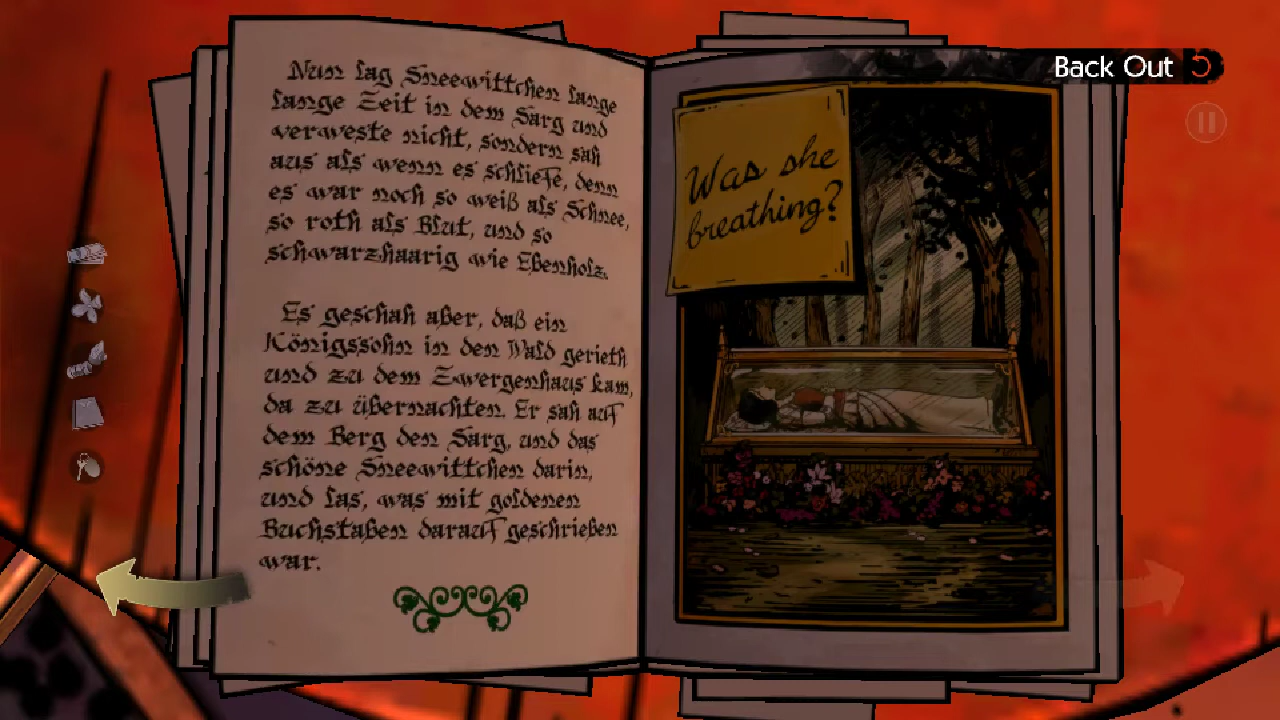 Nun lag Sneewittchen lange
lange Zeit in dem Sarg und
verweste nicht, sondern sah
aus als wenn es schliefe, denn
es war noch so weiß als Schnee,
so roth als Blut, und so
schwarzhaarig wie Ebenholz.
Es geschah aber, daß ein
Königssohn in den Wald gerieth
und zu dem Zwergenhaus kam,
da zu übernachten. Er sah auf
dem Berg den Sarg, und das
schöne Sneewittchen darin,
und las, was mit goldenen
Buchstaben darauf geschrieben
war.
Was she
breathing?
Back Out